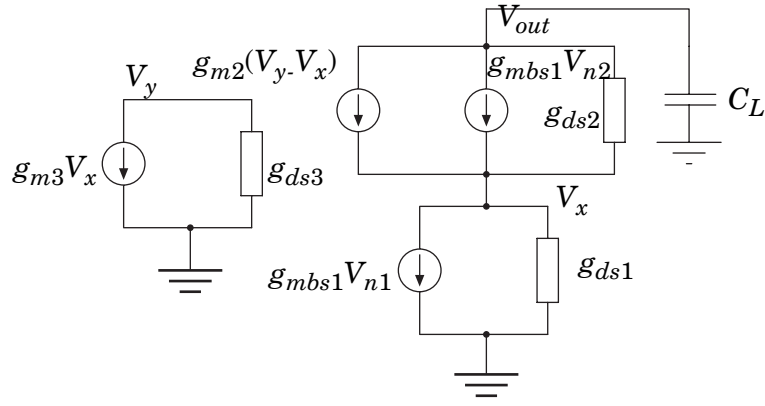 V_out
g_m2(V_y-V_x)
g_mbs1V_n2
V_y
C_L
g_ds2
g_m3V_x
g_ds3
V_x
g_mbs1V_n1
g_ds1